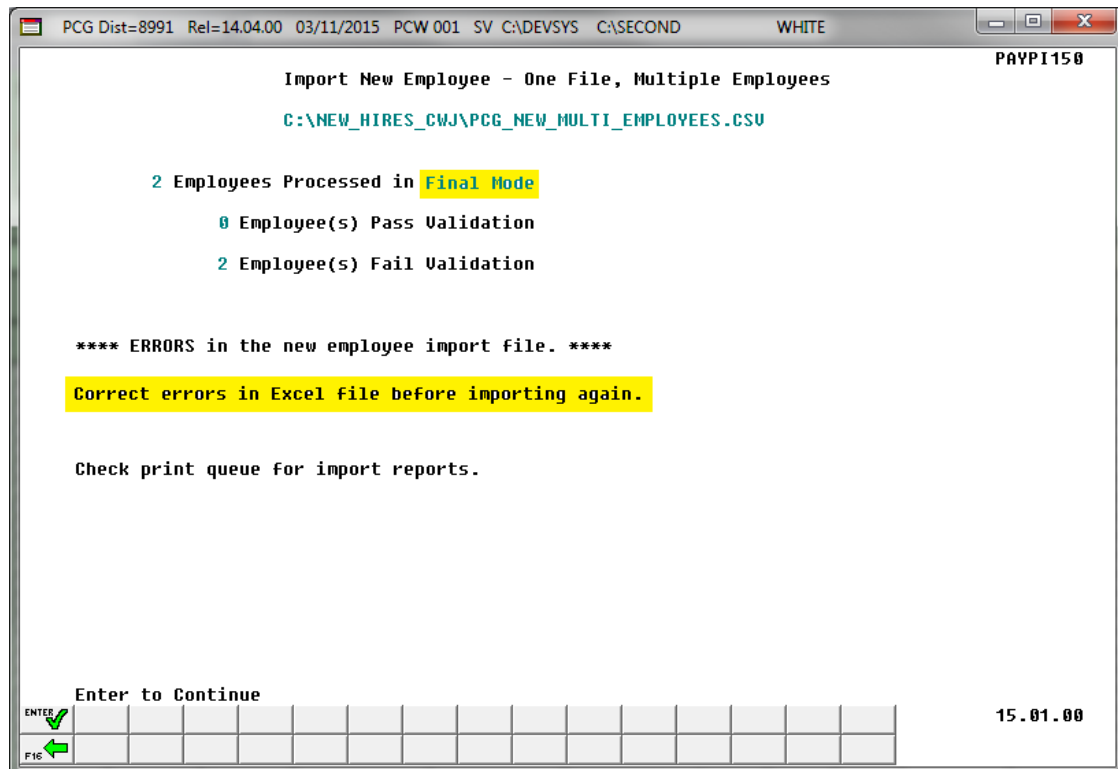 PCG Dist=8991 Rel=14.04.00 03/11/2015 PCW 001 SV C:\DEVSYS C:\SECOND WHITE
PAYPI150
Import New Employee - One File, Multiple Employees
C:\NEW_HIRES_CWJ\PCG_NEW_MULTI_EMPLOYEES.CSV
2 Employees Processed in Final Mode
0 Employee(s) Pass Validation
2 Employee(s) Fail Validation
**** ERRORS in the new employee import file. ****
Correct errors in Excel file before importing again.
Check print queue for import reports.
Enter to Continue
ENTER
15.01.00
F16